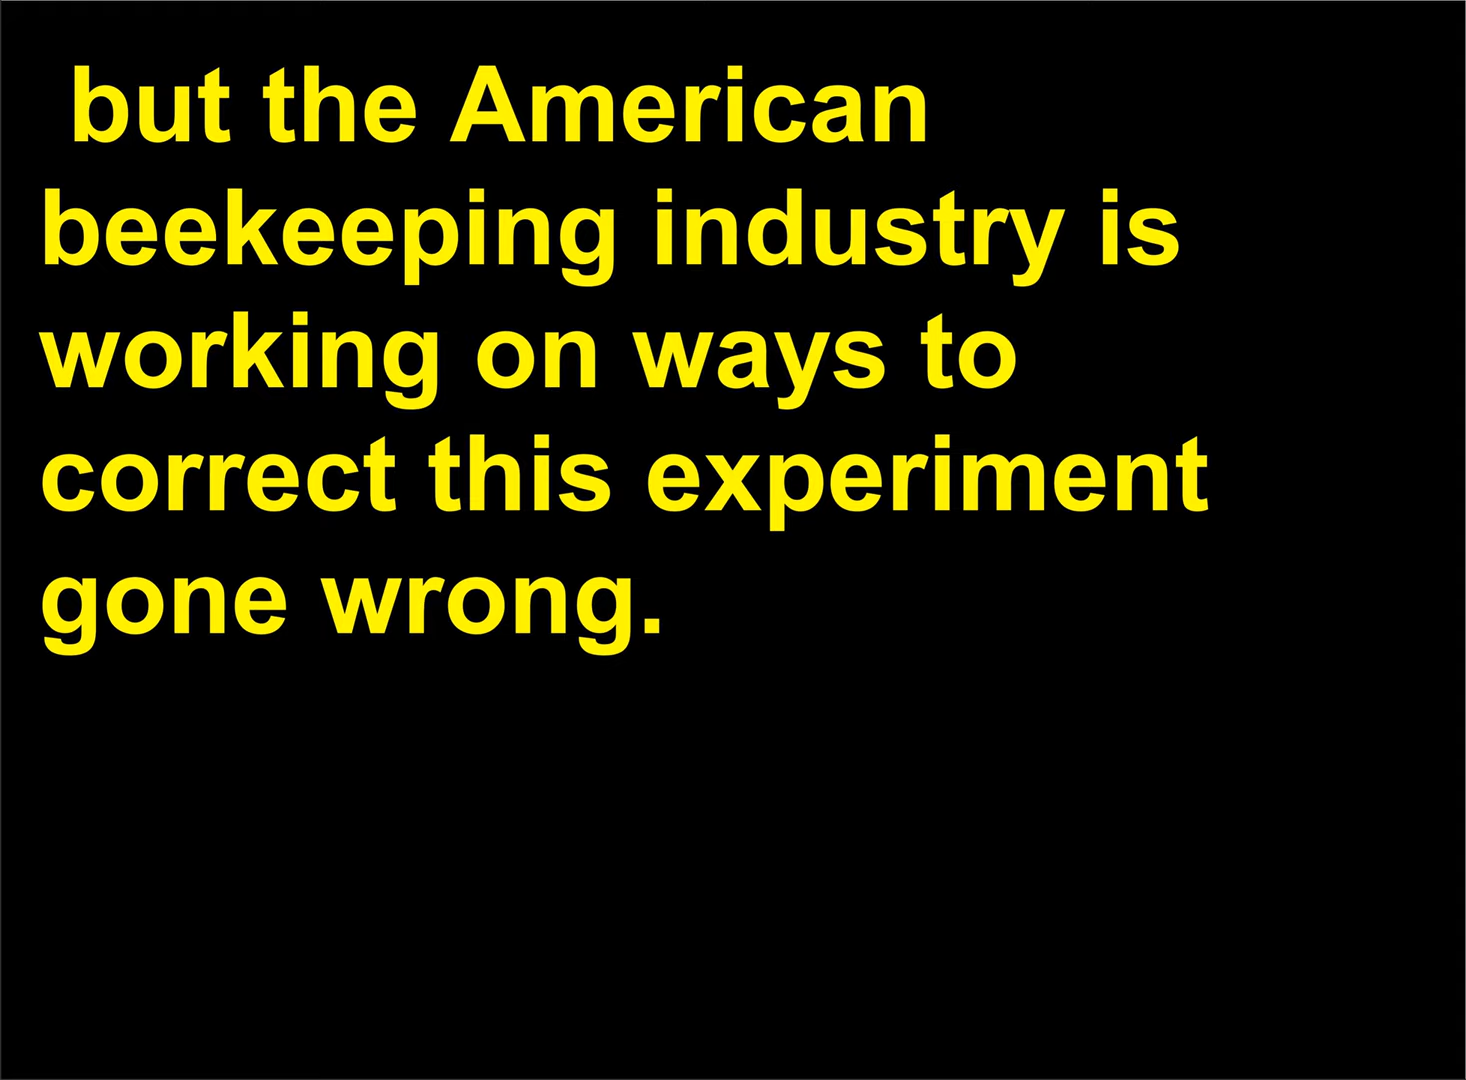 but the American
beekeeping industry is
working on ways to
correct this experiment
gone wrong.